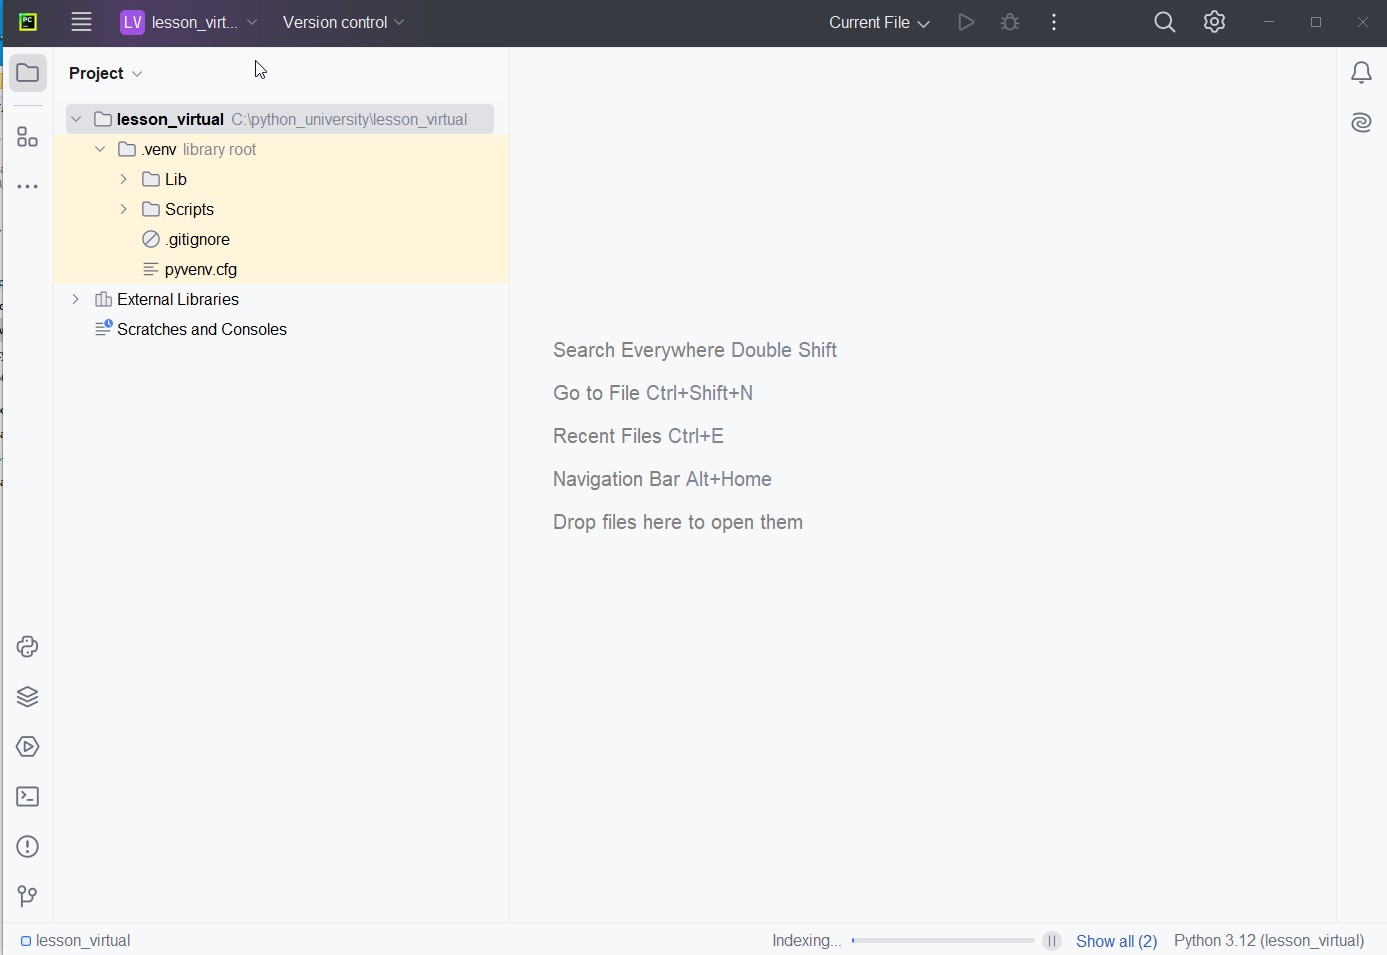 PC
LV lesson_virt... Version control Current File
Project
lesson_virtual C:\python_university\lesson_virtual
.venv library root
Lib
Scripts
.gitignore
pyvenv.cfg
External Libraries
Scratches and Consoles
Search Everywhere Double Shift
Go to File Ctrl+Shift+N
Recent Files Ctrl+E
Navigation Bar Alt+Home
Drop files here to open them
lesson_virtual Indexing... Show all (2) Python 3.12 (lesson_virtual)